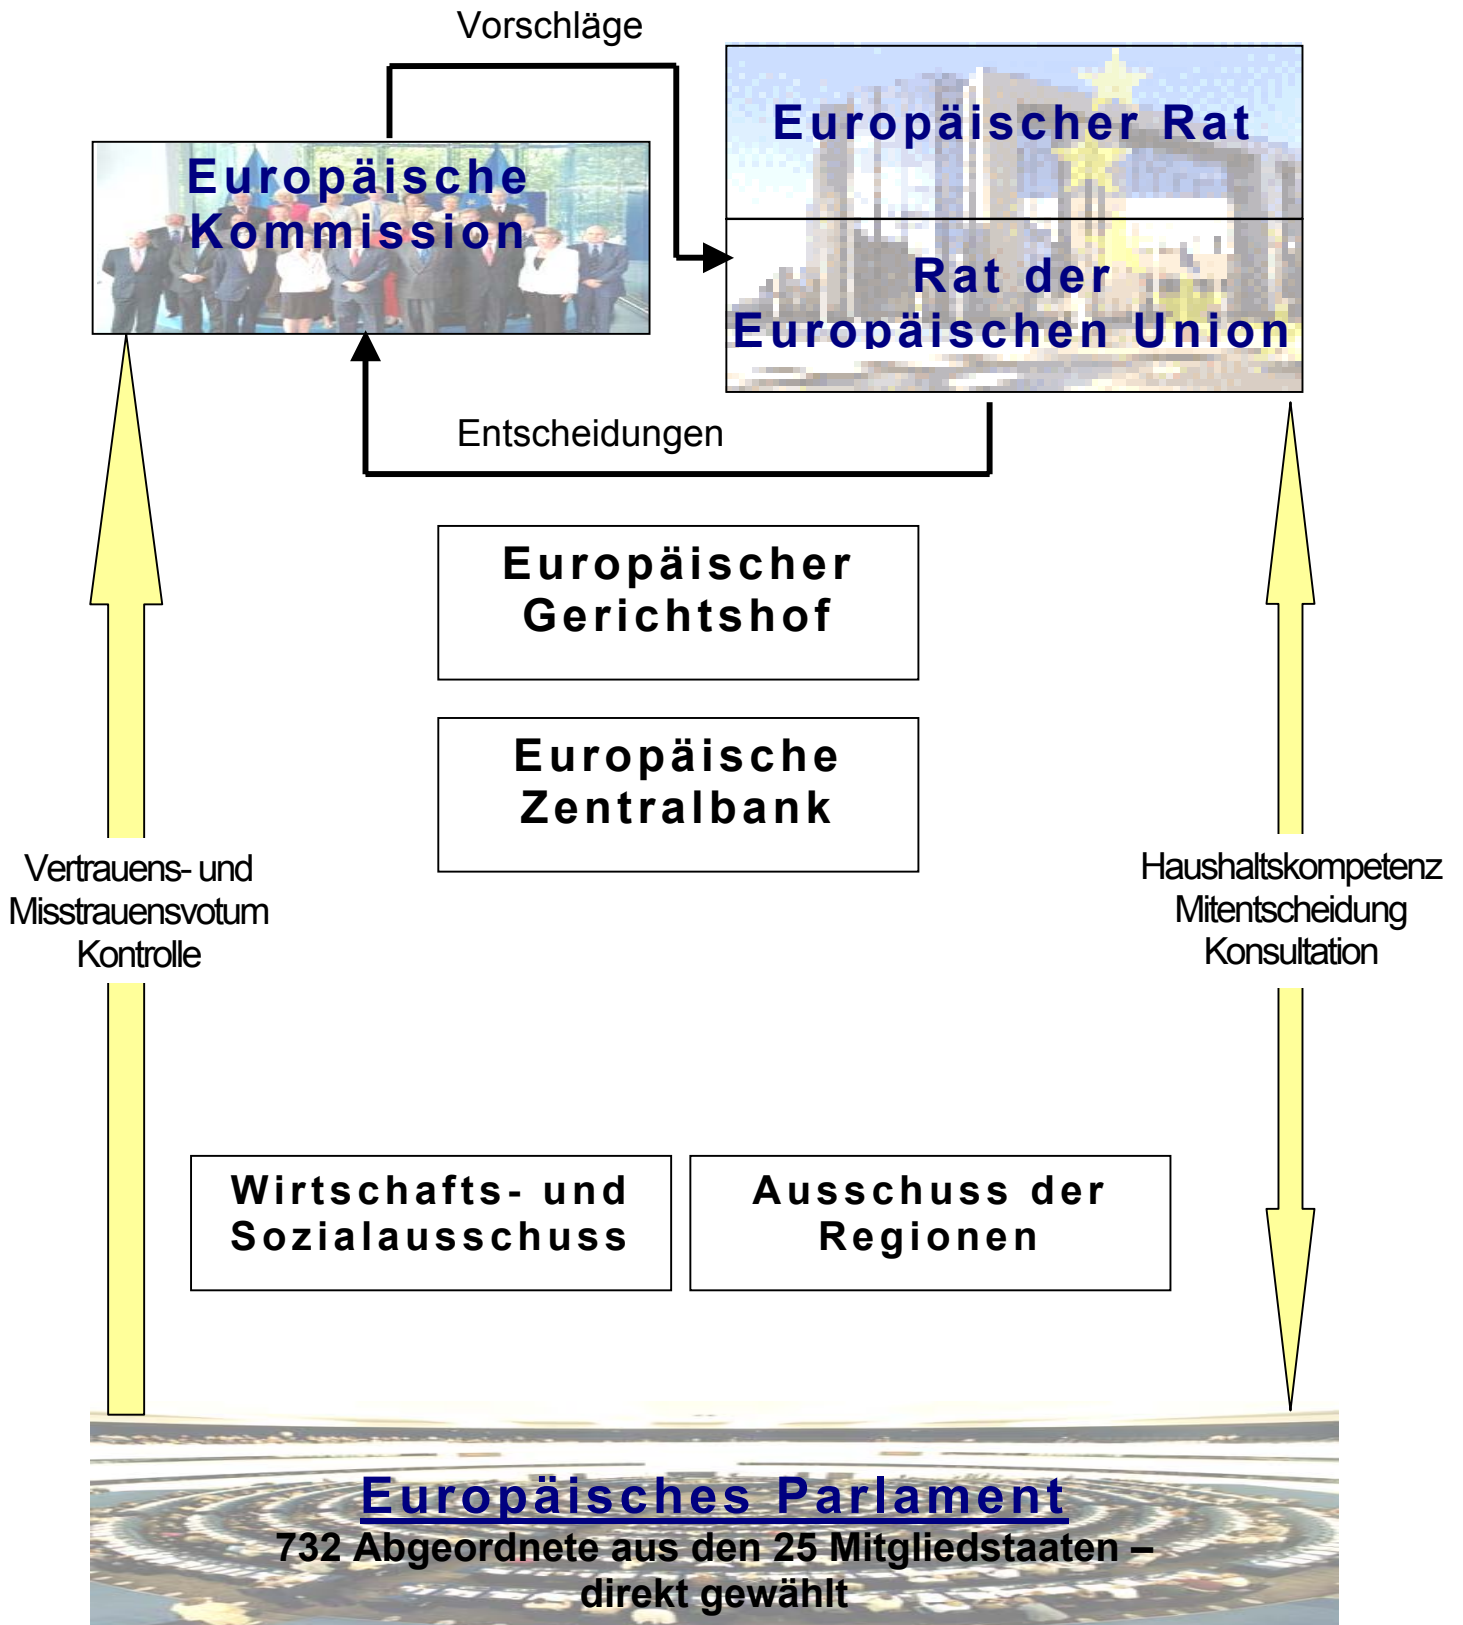 Vorschläge
Europäischer Rat
Europäische
Kommission
Rat der
Europäischen Union
Entscheidungen
Europäischer
Gerichtshof
Europäische
Zentralbank
Vertrauens- und
Misstrauensvotum
Kontrolle
Haushaltskompetenz
Mitentscheidung
Konsultation
Wirtschafts- und
Sozialausschuss
Ausschuss der
Regionen
Europäisches Parlament
732 Abgeordnete aus den 25 Mitgliedstaaten –
direkt gewählt